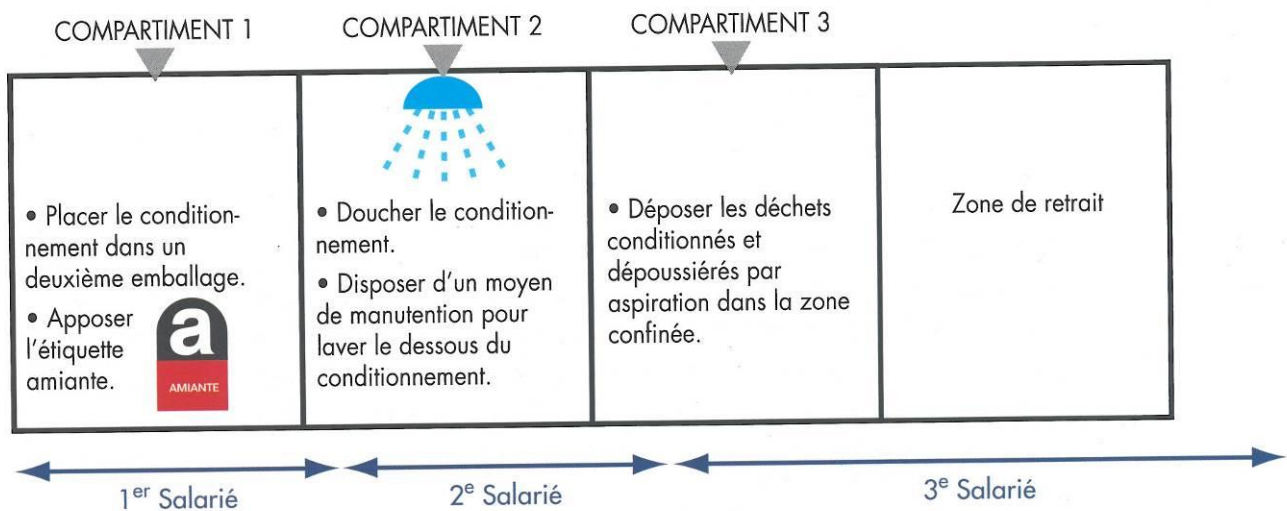 COMPARTIMENT 1
COMPARTIMENT 2
COMPARTIMENT 3
• Placer le condition-
nement dans un
deuxième emballage.
• Apposer
l'étiquette
amiante.
a
AMIANTE
• Doucher le condition-
nement.
• Disposer d'un moyen
de manutention pour
laver le dessous du
conditionnement.
• Déposer les déchets
conditionnés et
dépoussiérés par
aspiration dans la zone
confinée.
Zone de retrait
1er Salarié
2e Salarié
3e Salarié